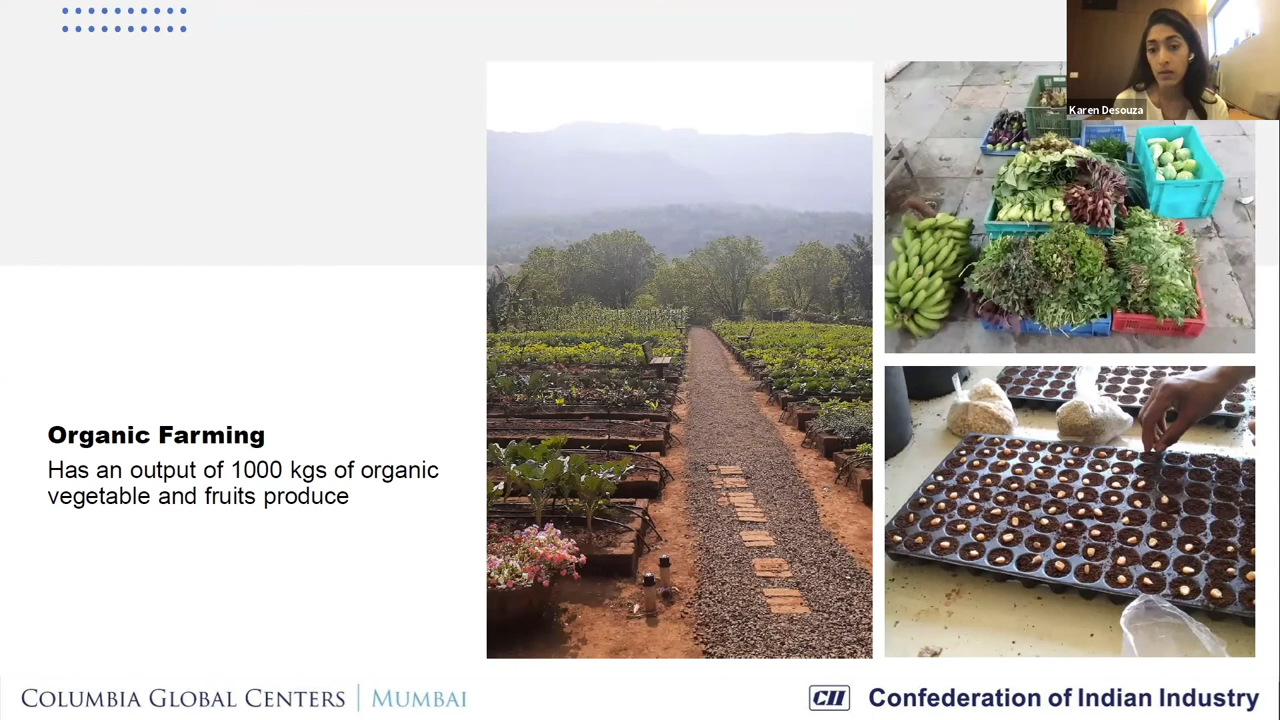 Karen Desouza
Organic Farming
Has an output of 1000 kgs of organic
vegetable and fruits produce
COLUMBIA GLOBAL CENTERS | MUMBAI
CII Confederation of Indian Industry